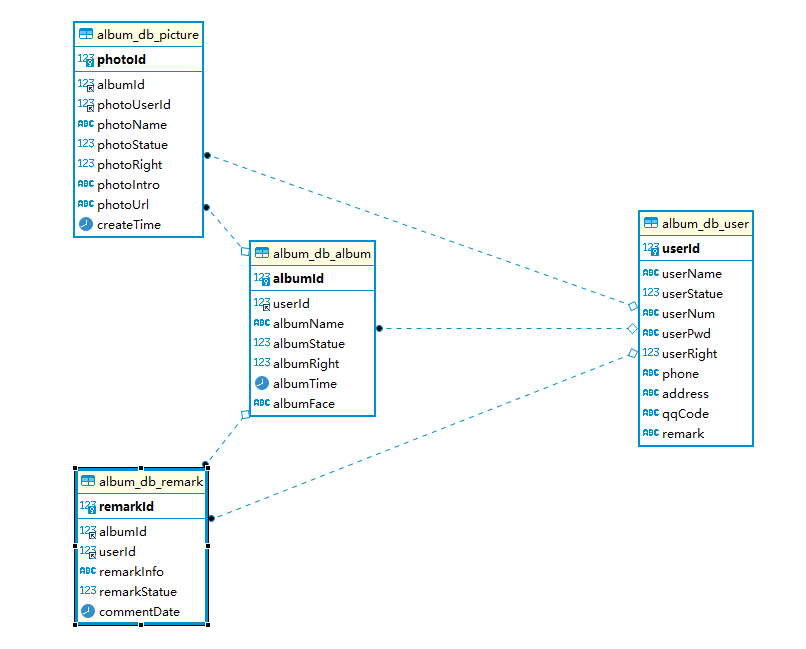 album_db_picture
123 photoId
123 albumId
123 photoUserId
ABC photoName
123 photoStatue
123 photoRight
ABC photoIntro
ABC photoUrl
createTime
album_db_album
123 albumId
123 userId
ABC albumName
123 albumStatue
123 albumRight
albumTime
ABC albumFace
album_db_user
123 userId
ABC userName
123 userStatue
ABC userNum
ABC userPwd
123 userRight
ABC phone
ABC address
ABC qqCode
ABC remark
album_db_remark
123 remarkId
123 albumId
123 userId
ABC remarkInfo
123 remarkStatue
commentDate